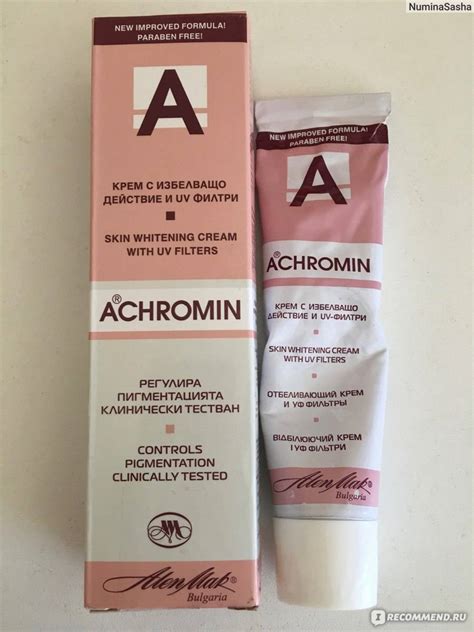 NuminaSasha
NEW IMPROVED FORMULA!
PARABEN FREE!
A
КРЕМ С ИЗБЕЛВАЩО
ДЕЙСТВИЕ И UV ФИЛТРИ
SKIN WHITENING CREAM
WITH UV FILTERS
ACHROMIN®
РЕГУЛИРА
ПИГМЕНТАЦИЯТА
КЛИНИЧЕСКИ ТЕСТВАН
CONTROLS
PIGMENTATION
CLINICALLY TESTED
AlenMak®
Bulgaria
NEW IMPROVED FORMULA!
PARABEN FREE!
A
ACHROMIN®
КРЕМ С ИЗБЕЛВАЩО
ДЕЙСТВИЕ И UV-ФИЛТРИ
SKIN WHITENING CREAM
WITH UV FILTERS
ОТБЕЛИВАЮЩИЙ КРЕМ
И УФ ФИЛЬТРЫ
ВІДБІЛЮЮЧИЙ КРЕМ
І УФ ФІЛЬТРИ
AlenMak®
Bulgaria
I RECOMMEND.RU